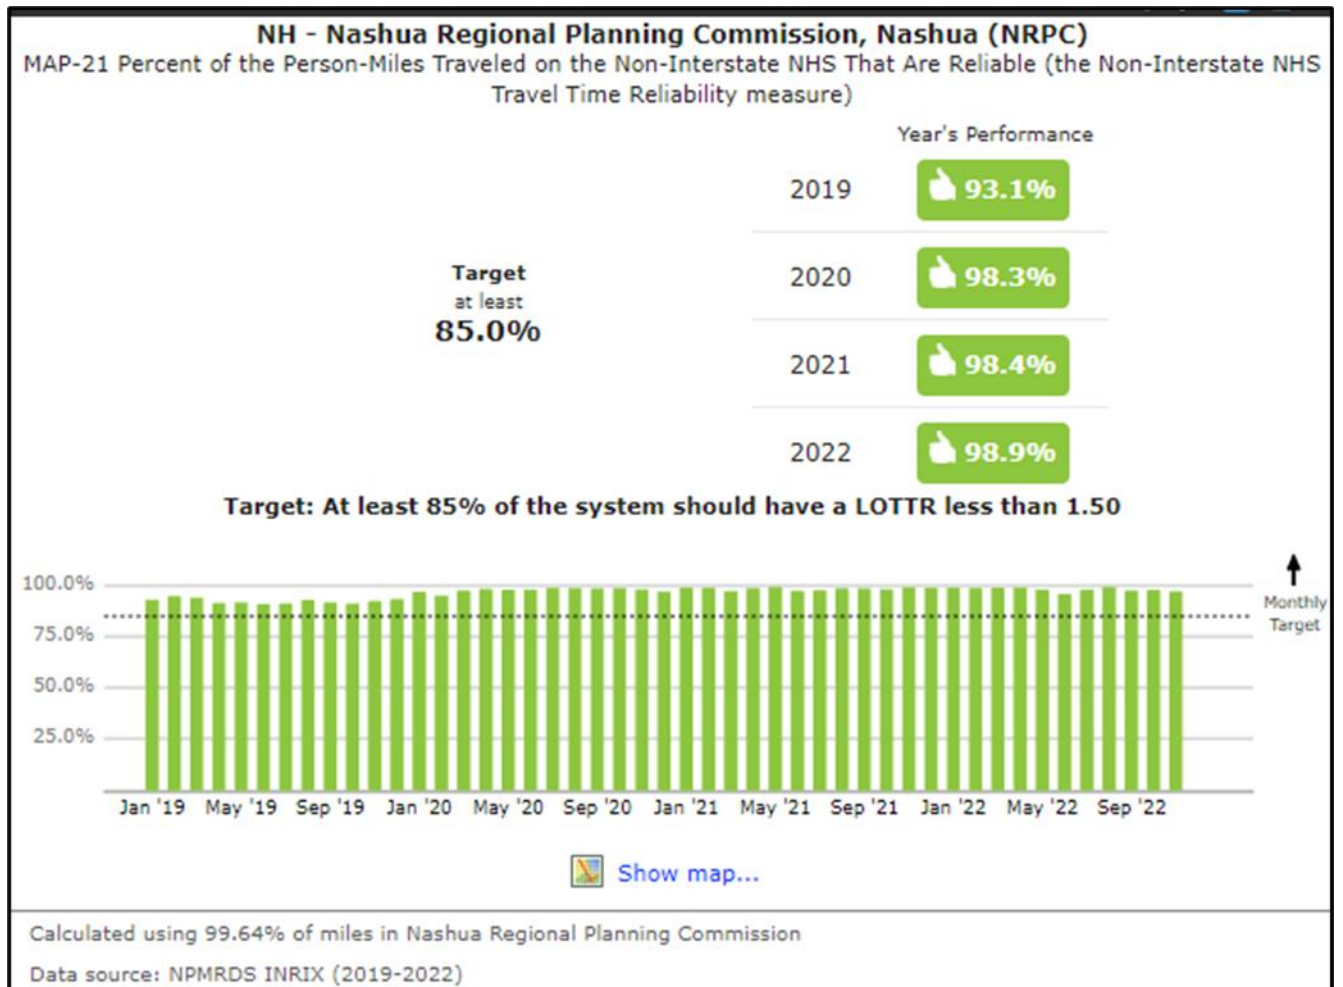 NH - Nashua Regional Planning Commission, Nashua (NRPC)
MAP-21 Percent of the Person-Miles Traveled on the Non-Interstate NHS That Are Reliable (the Non-Interstate NHS
Travel Time Reliability measure)
Year's Performance
2019 93.1%
Target
at least
85.0%
2020 98.3%
2021 98.4%
2022 98.9%
Target: At least 85% of the system should have a LOTTR less than 1.50
100.0%
75.0%
50.0%
25.0%
Monthly
Target
Jan '19 May '19 Sep '19 Jan '20 May '20 Sep '20 Jan '21 May '21 Sep '21 Jan '22 May '22 Sep '22
Show map...
Calculated using 99.64% of miles in Nashua Regional Planning Commission
Data source: NPMRDS INRIX (2019-2022)